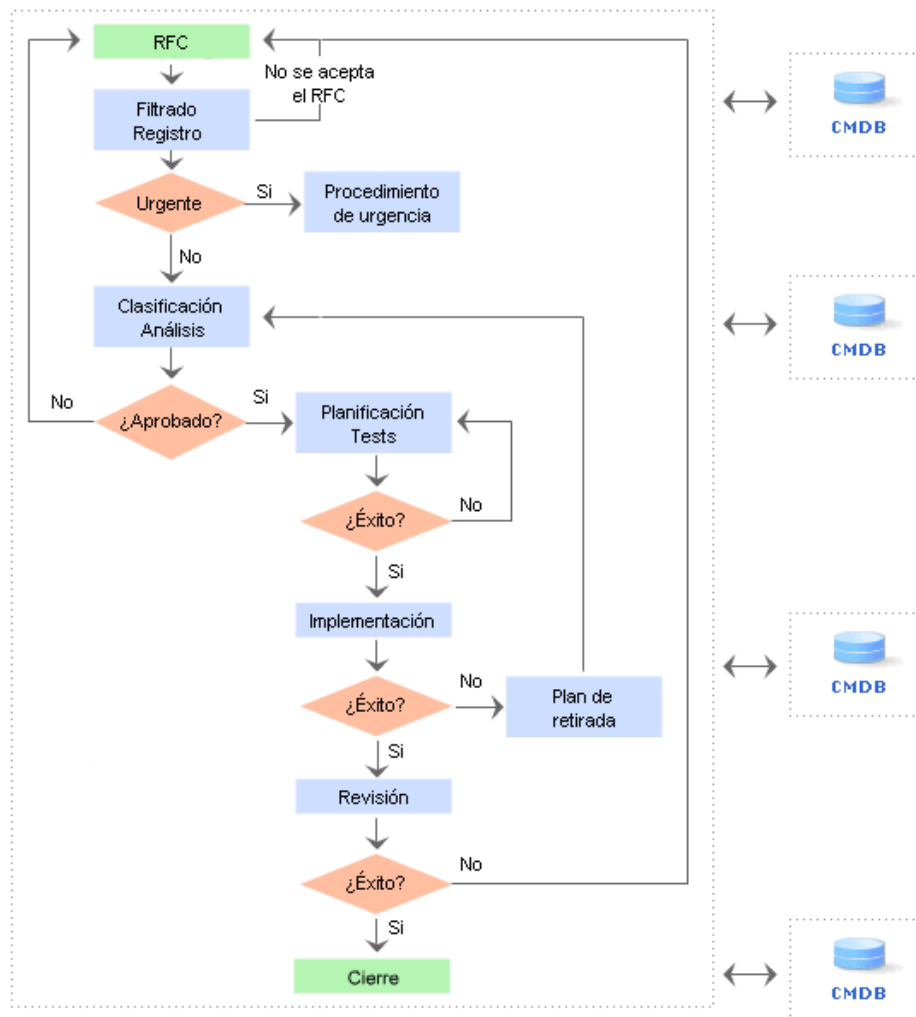 RFC
No se acepta
el RFC
Filtrado
Registro
CMDB
Urgente
Si
Procedimiento
de urgencia
No
Clasificación
Análisis
CMDB
No
¿Aprobado?
Si
Planificación
Tests
¿Éxito?
No
Si
Implementación
¿Éxito?
No
Plan de
retirada
CMDB
Si
Revisión
¿Éxito?
No
Si
Cierre
CMDB